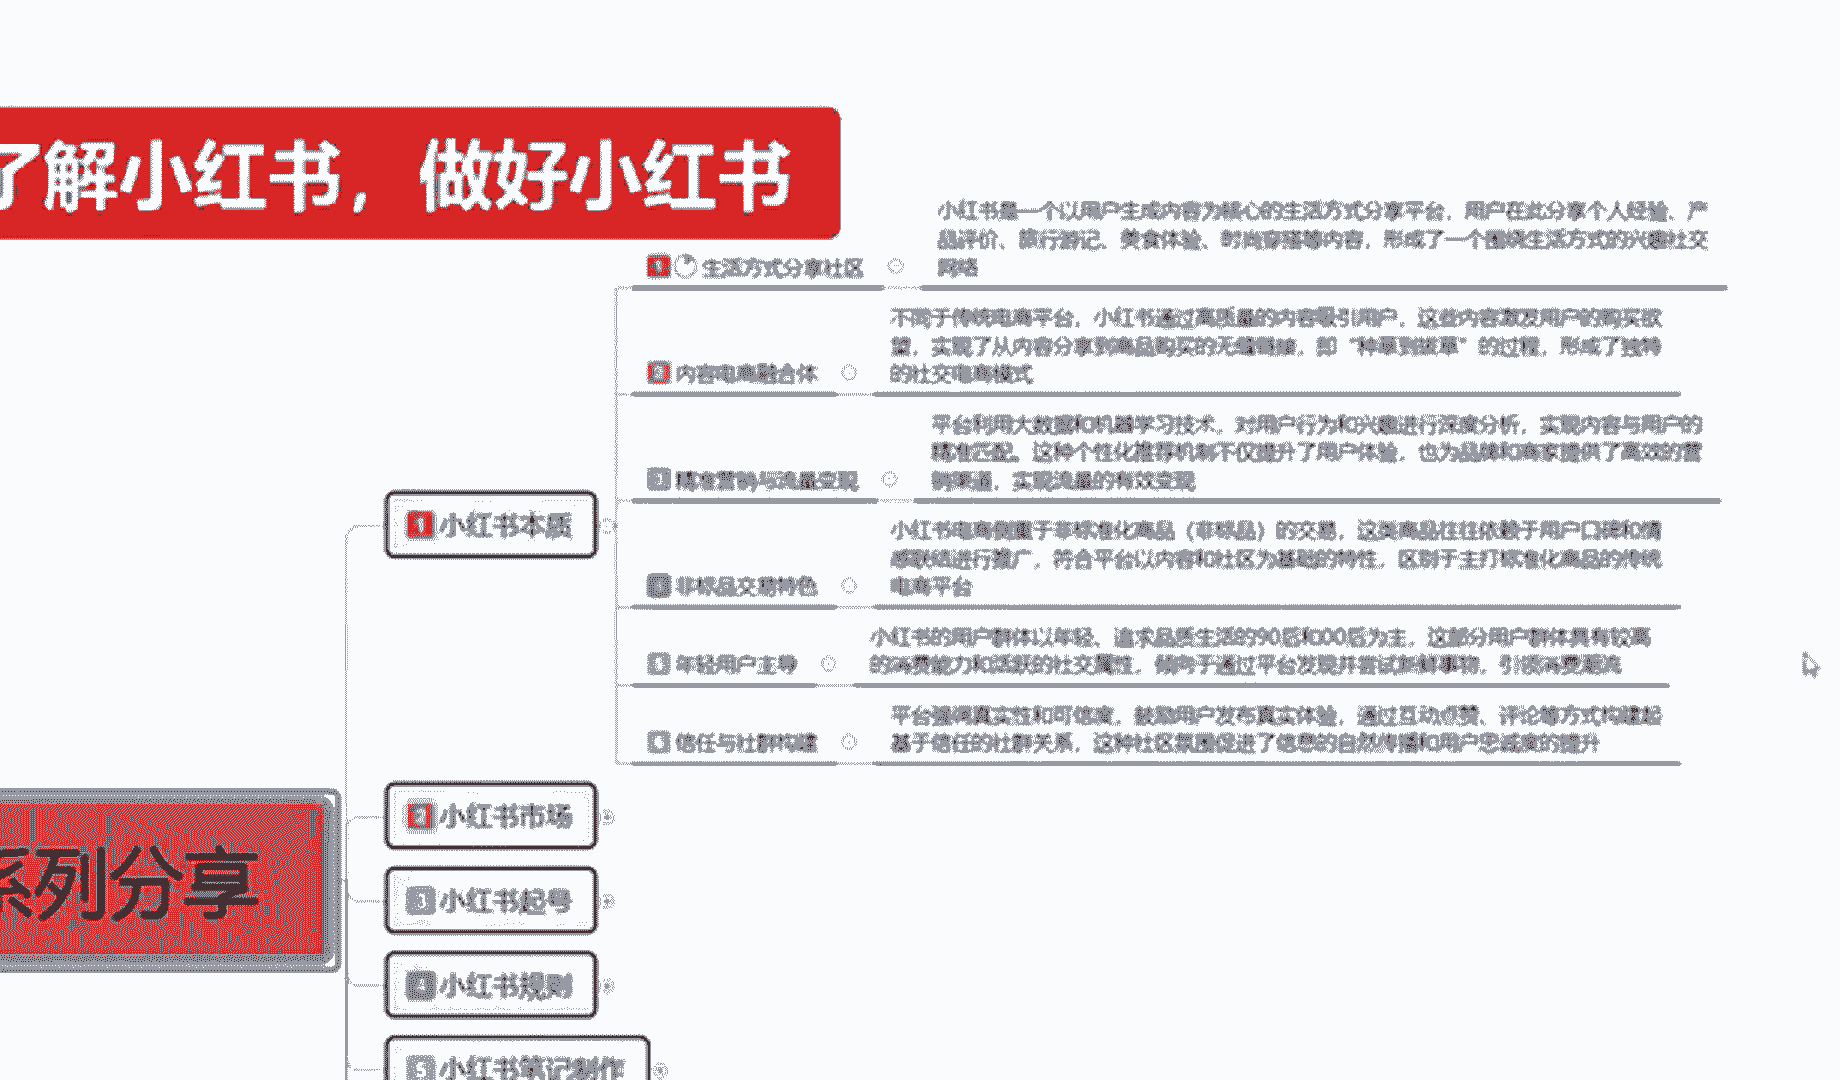 了解小红书，做好小红书
系列分享
1 小红书本质
1 生活方式分享社区
小红书是一个以用户生成内容为核心的生活方式分享平台，用户在此分享个人经验、产
品评价、旅行游记、美食体验、时尚穿搭等内容，形成了一个围绕生活方式的兴趣社交
网络
2 内容电商融合体
不同于传统电商平台，小红书通过高质量的内容吸引用户，这些内容激发用户的购买欲
望，实现了从内容分享到商品购买的无缝链接，即“种草到拔草”的过程，形成了独特
的社交电商模式
3 精准营销与流量变现
平台利用大数据和机器学习技术，对用户行为和兴趣进行深度分析，实现内容与用户的
精准匹配。这种个性化推荐机制不仅提升了用户体验，也为品牌和商家提供了高效的营
销渠道，实现流量的有效变现
4 非标品交易特色
小红书电商侧重于非标准化商品（非标品）的交易，这类商品往往依赖于用户口碑和情
感联结进行推广，符合平台以内容和社区为基础的特性，区别于主打标准化商品的传统
电商平台
5 年轻用户主导
小红书的用户群体以年轻、追求品质生活的90后和00后为主，这部分用户群体具有较高
的消费能力和活跃的社交属性，倾向于通过平台发现并尝试新鲜事物，引领消费潮流
6 信任与社群构建
平台强调真实性和可信度，鼓励用户发布真实体验，通过互动点赞、评论等方式构建起
基于信任的社群关系，这种社区氛围促进了信息的自然传播和用户忠诚度的提升
2 小红书市场
3 小红书起号
4 小红书规则
5 小红书笔记制作